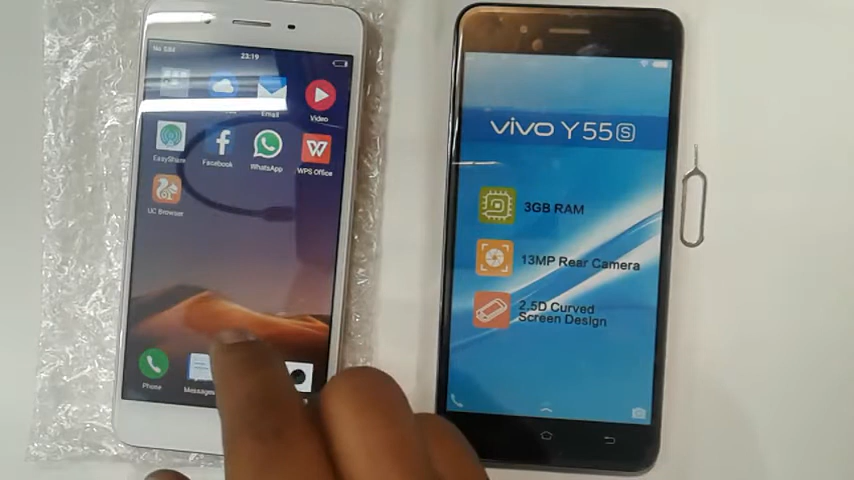 No SIM
23:19
Email
Video
EasyShare
Facebook
WhatsApp
WPS Office
UC Browser
Phone
Messages
vivo Y55S
3GB RAM
13MP Rear Camera
2.5D Curved
Screen Design